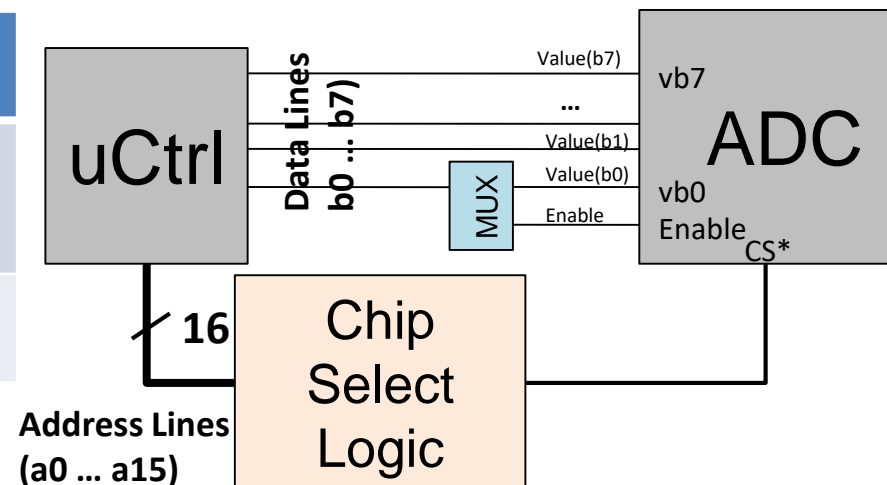 Value(b7)
vb7
...
uCtrl
Data Lines
b0 ... b7)
ADC
Value(b1)
MUX
Value(b0)
vb0
Enable
Enable
CS*
16
Chip
Select
Logic
Address Lines
(a0 ... a15)